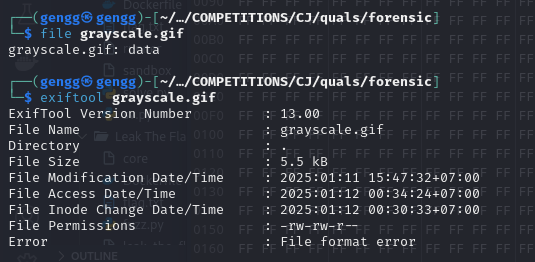 ┌──(gengg㉿gengg)-[~/…/COMPETITIONS/CJ/quals/forensic]
└─$ file grayscale.gif
grayscale.gif: data
┌──(gengg㉿gengg)-[~/…/COMPETITIONS/CJ/quals/forensic]
└─$ exiftool grayscale.gif
ExifTool Version Number : 13.00
File Name : grayscale.gif
Directory : .
File Size : 5.5 kB
File Modification Date/Time : 2025:01:11 15:47:32+07:00
File Access Date/Time : 2025:01:12 00:34:24+07:00
File Inode Change Date/Time : 2025:01:12 00:30:33+07:00
File Permissions : -rw-rw-r--
Error : File format error
OUTLINE